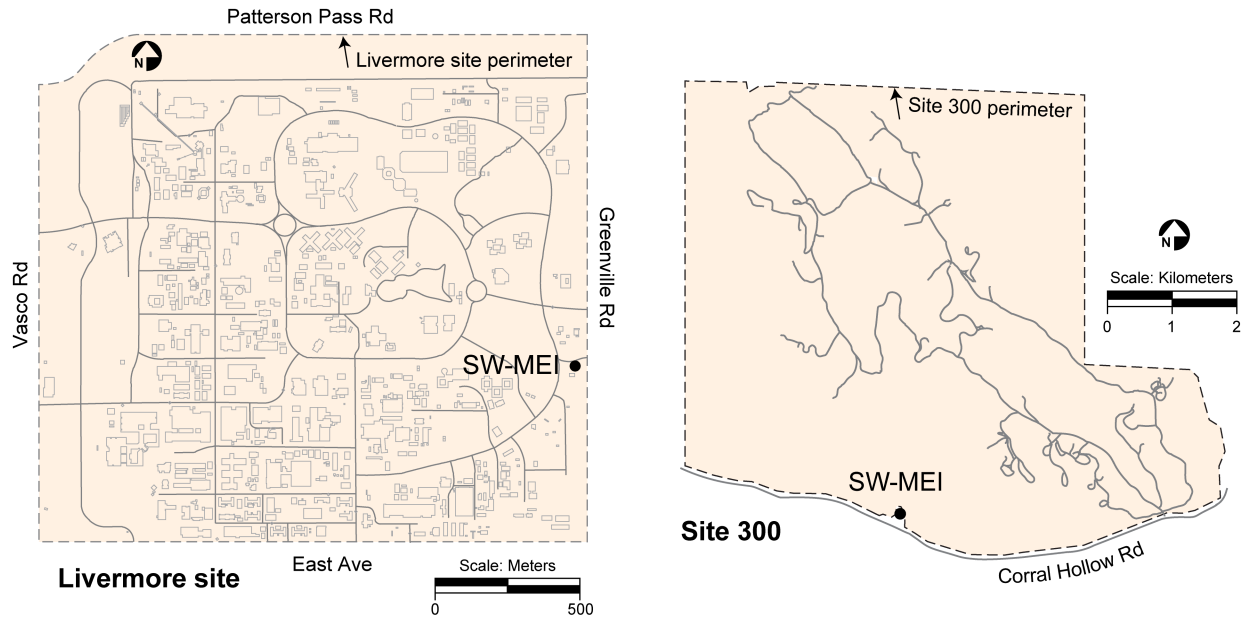 Patterson Pass Rd
N
Livermore site perimeter
Vasco Rd
Greenville Rd
SW-MEI
East Ave
Livermore site
Scale: Meters
0 500
Site 300 perimeter
N
Scale: Kilometers
0 1 2
SW-MEI
Site 300
Corral Hollow Rd